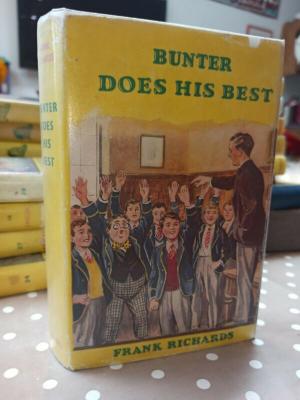 BUNTER
DOES HIS BEST
BUNTER
DOES
HIS
BEST
FRANK RICHARDS